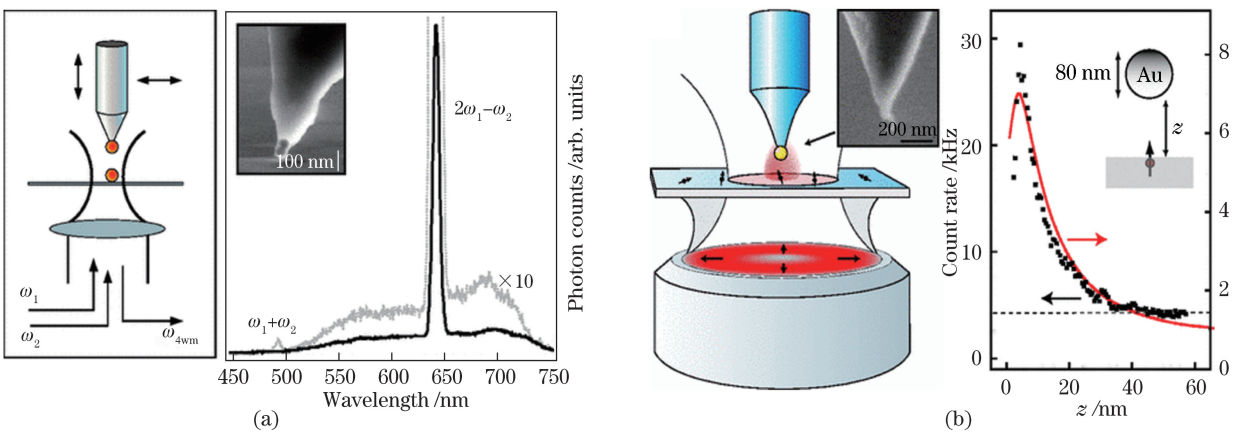 ω₁
ω₂
ω₄wm
100 nm
2ω₁−ω₂
×10
ω₁+ω₂
450 500 550 600 650 700 750
Wavelength /nm
Photon counts /arb. units
(a)
200 nm
Count rate /kHz
30
20
10
0
8
6
4
2
0
80 nm
Au
z
0 20 40 60
z /nm
(b)